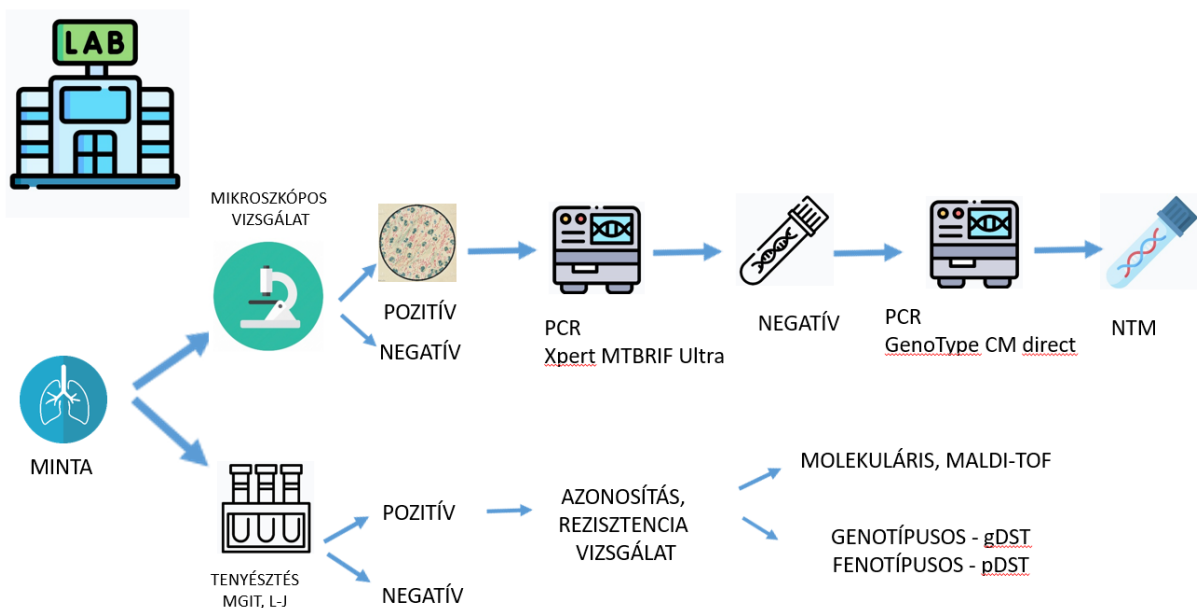 LAB
MIKROSZKÓPOS
VIZSGÁLAT
POZITÍV
NEGATÍV
PCR
Xpert MTBRIF Ultra
NEGATÍV
PCR
GenoType CM direct
NTM
MINTA
TENYÉSZTÉS
MGIT, L-J
POZITÍV
NEGATÍV
AZONOSÍTÁS,
REZISZTENCIA
VIZSGÁLAT
MOLEKULÁRIS, MALDI-TOF
GENOTÍPUSOS - gDST
FENOTÍPUSOS - pDST